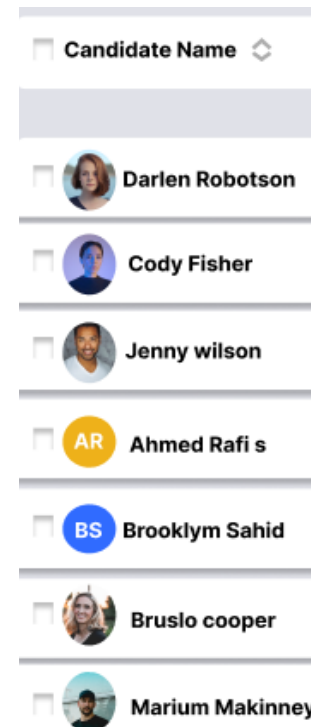 Candidate Name
Darlen Robotson
Cody Fisher
Jenny wilson
AR Ahmed Rafi s
BS Brooklym Sahid
Bruslo cooper
Marium Makinney